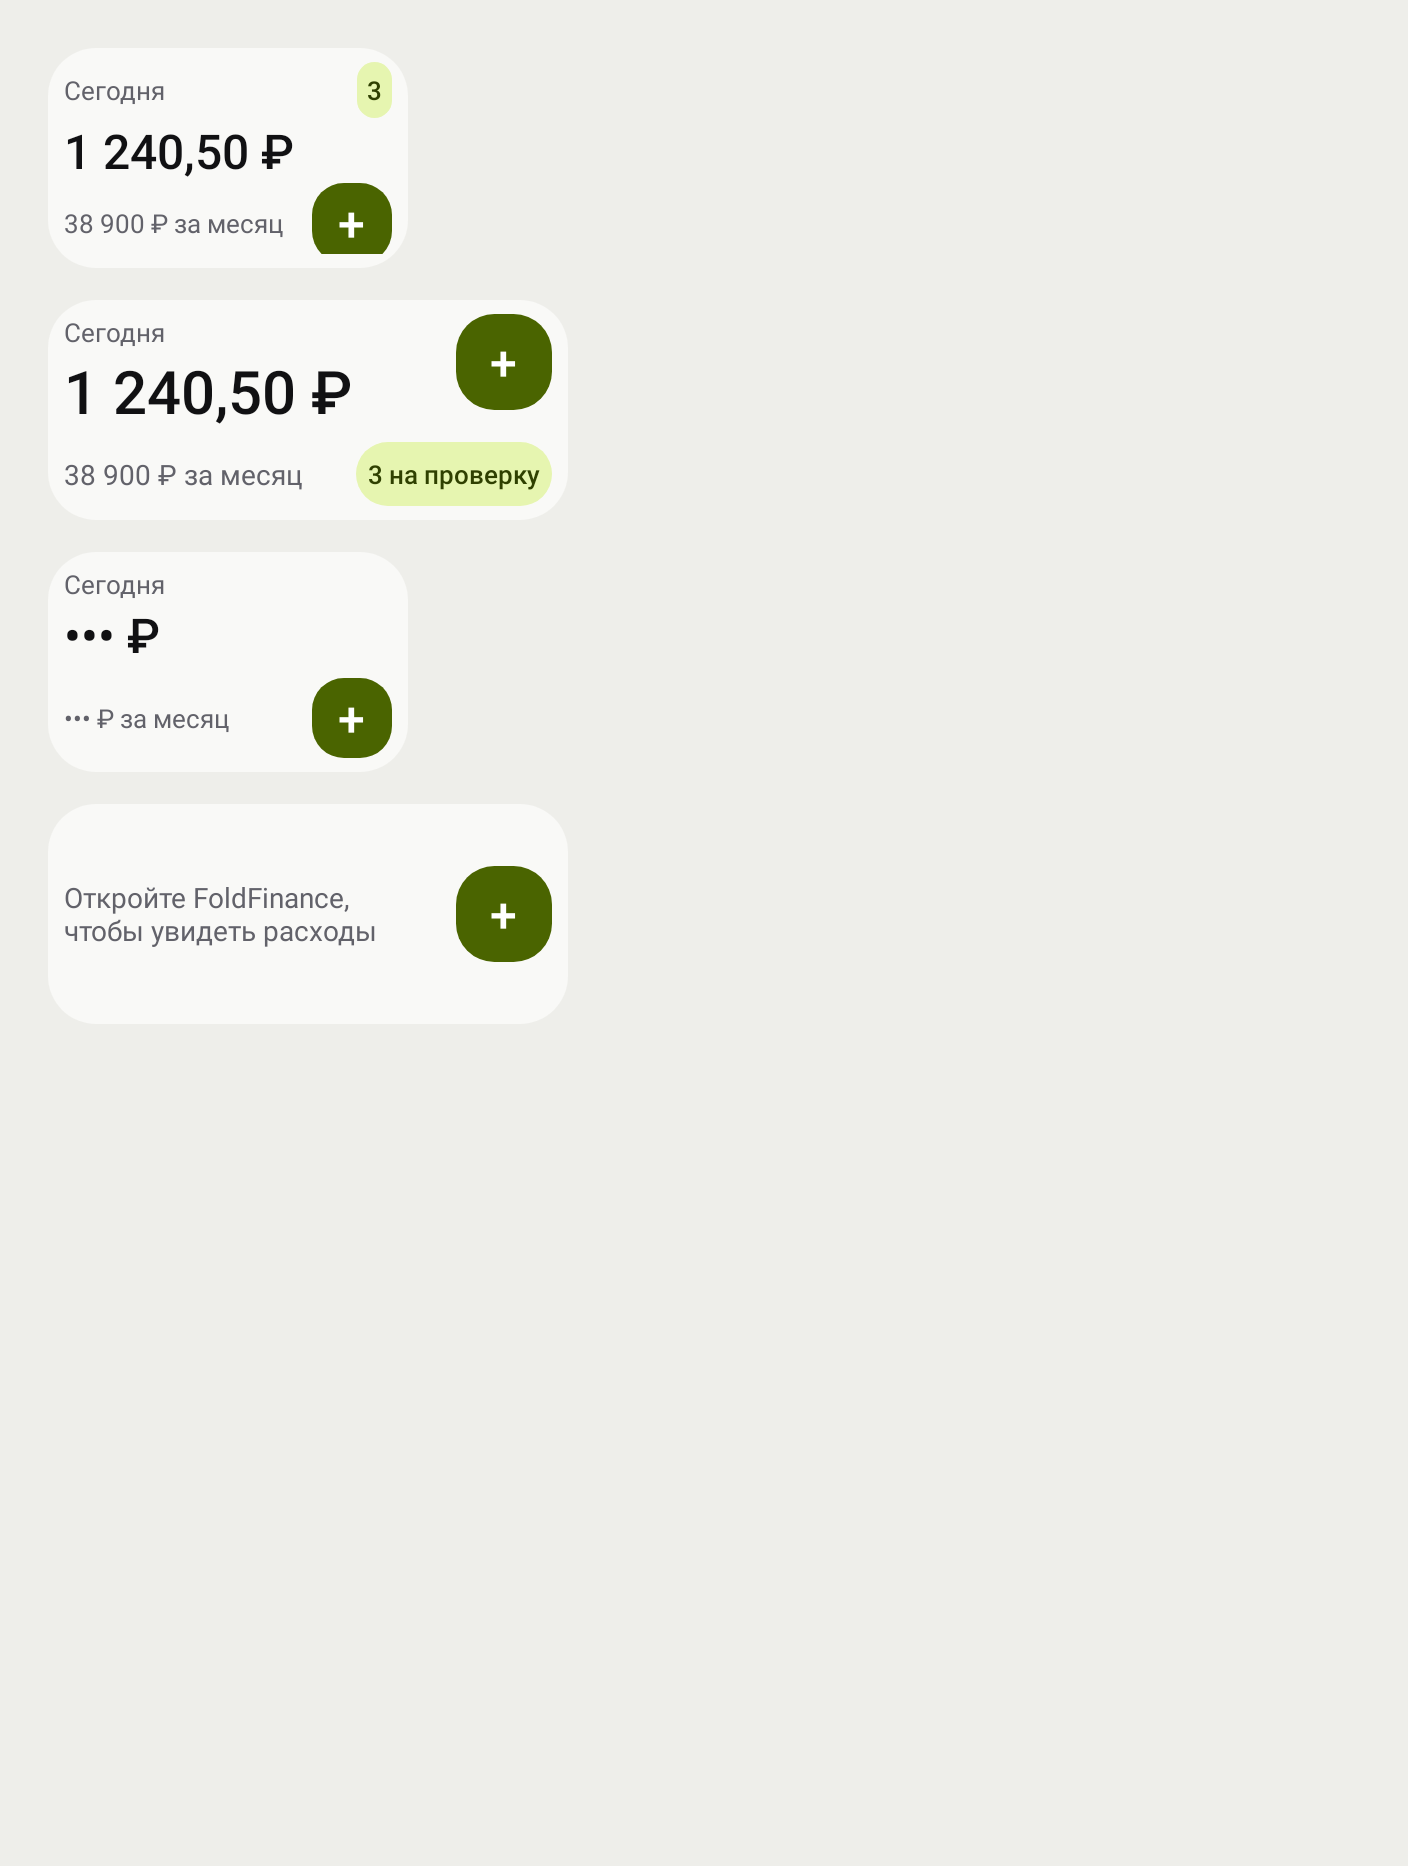 Сегодня
3
1 240,50 ₽
38 900 ₽ за месяц
+
Сегодня
+
1 240,50 ₽
38 900 ₽ за месяц
3 на проверку
Сегодня
••• ₽
••• ₽ за месяц
+
Откройте FoldFinance,
чтобы увидеть расходы
+